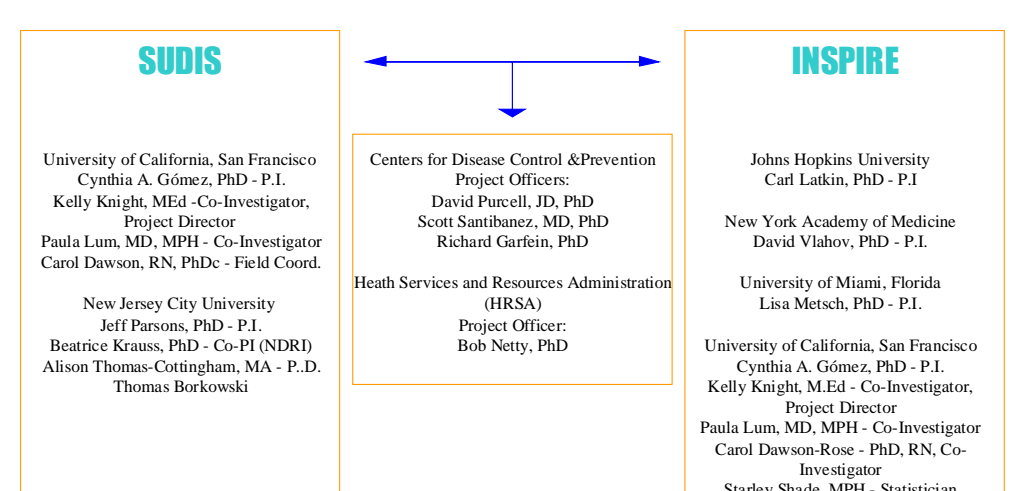 SUDIS
University of California, San Francisco
Cynthia A. Gómez, PhD - P.I.
Kelly Knight, MEd -Co-Investigator,
Project Director
Paula Lum, MD, MPH - Co-Investigator
Carol Dawson, RN, PhDc - Field Coord.
New Jersey City University
Jeff Parsons, PhD - P.I.
Beatrice Krauss, PhD - Co-PI (NDRI)
Alison Thomas-Cottingham, MA - P..D.
Thomas Borkowski
Centers for Disease Control &Prevention
Project Officers:
David Purcell, JD, PhD
Scott Santibanez, MD, PhD
Richard Garfein, PhD
Heath Services and Resources Administration
(HRSA)
Project Officer:
Bob Netty, PhD
INSPIRE
Johns Hopkins University
Carl Latkin, PhD - P.I
New York Academy of Medicine
David Vlahov, PhD - P.I.
University of Miami, Florida
Lisa Metsch, PhD - P.I.
University of California, San Francisco
Cynthia A. Gómez, PhD - P.I.
Kelly Knight, M.Ed - Co-Investigator,
Project Director
Paula Lum, MD, MPH - Co-Investigator
Carol Dawson-Rose - PhD, RN, Co-
Investigator
Starley Shade, MPH - Statistician